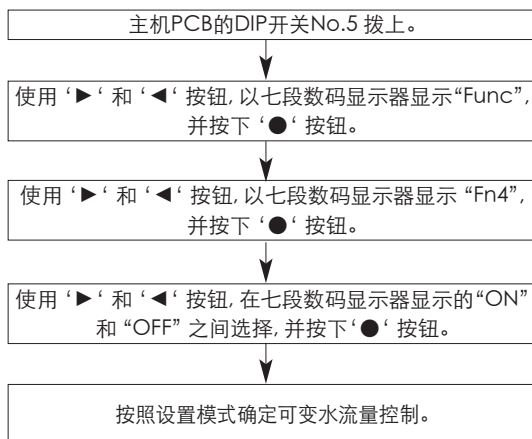 主机PCB的DIP开关No.5 拨上。
使用 ‘►‘ 和 ‘◄‘ 按钮, 以七段数码显示器显示“Func”,
并按下 ‘●‘ 按钮。
使用 ‘►‘ 和 ‘◄‘ 按钮, 以七段数码显示器显示 “Fn4”,
并按下 ‘●‘ 按钮。
使用 ‘►‘ 和 ‘◄‘ 按钮, 在七段数码显示器显示的“ON”
和 “OFF” 之间选择, 并按下‘●‘ 按钮。
按照设置模式确定可变水流量控制。